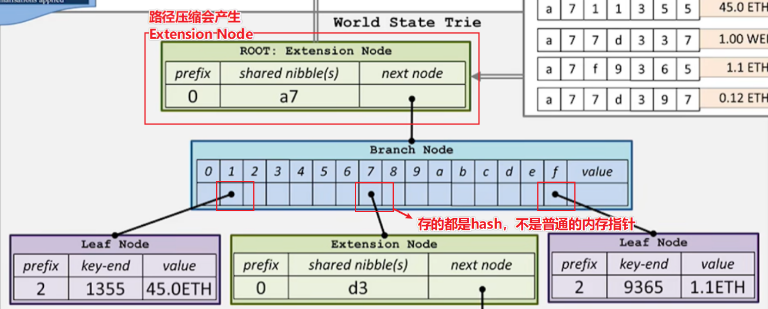 路径压缩会产生
Extension Node
World State Trie
a 7 1 1 3 5 5 45.0 ETH
a 7 7 d 3 3 7 1.00 WEI
a 7 f 9 3 6 5 1.1 ETH
a 7 7 d 3 9 7 0.12 ETH
ROOT: Extension Node
prefix shared nibble(s) next node
0 a7
Branch Node
0 1 2 3 4 5 6 7 8 9 a b c d e f value
存的都是hash，不是普通的内存指针
Leaf Node
prefix key-end value
2 1355 45.0ETH
Extension Node
prefix shared nibble(s) next node
0 d3
Leaf Node
prefix key-end value
2 9365 1.1ETH